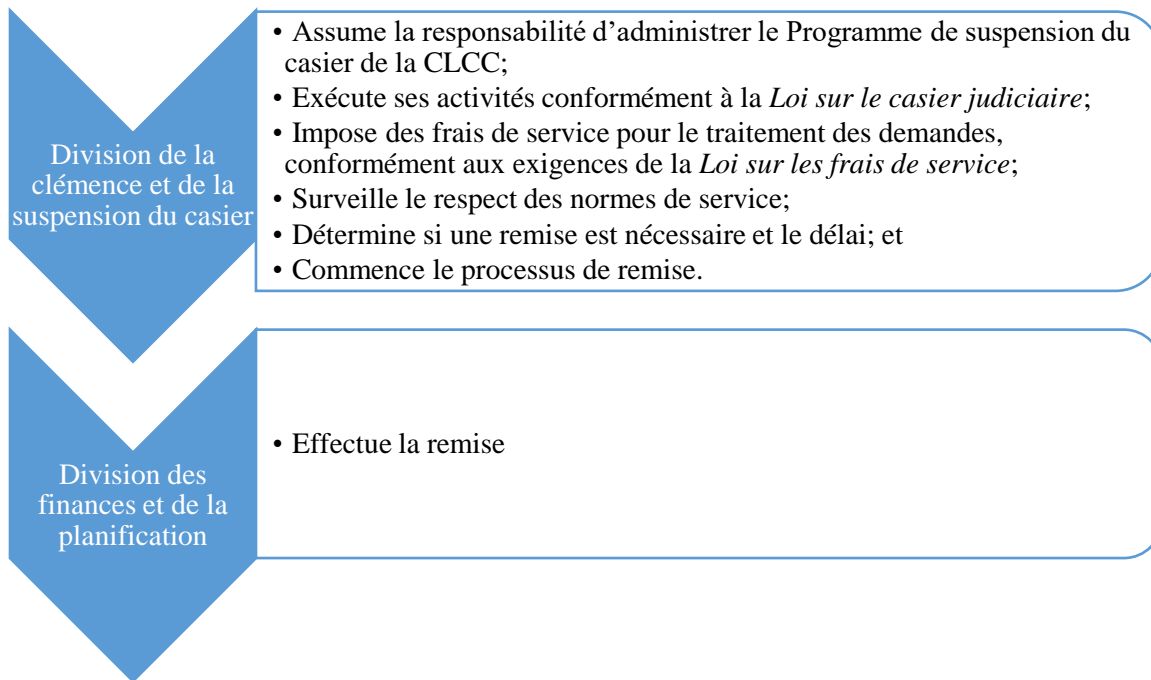 Division de la
clémence et de la
suspension du casier
• Assume la responsabilité d’administrer le Programme de suspension du
casier de la CLCC;
• Exécute ses activités conformément à la Loi sur le casier judiciaire;
• Impose des frais de service pour le traitement des demandes,
conformément aux exigences de la Loi sur les frais de service;
• Surveille le respect des normes de service;
• Détermine si une remise est nécessaire et le délai; et
• Commence le processus de remise.
Division des
finances et de la
planification
• Effectue la remise